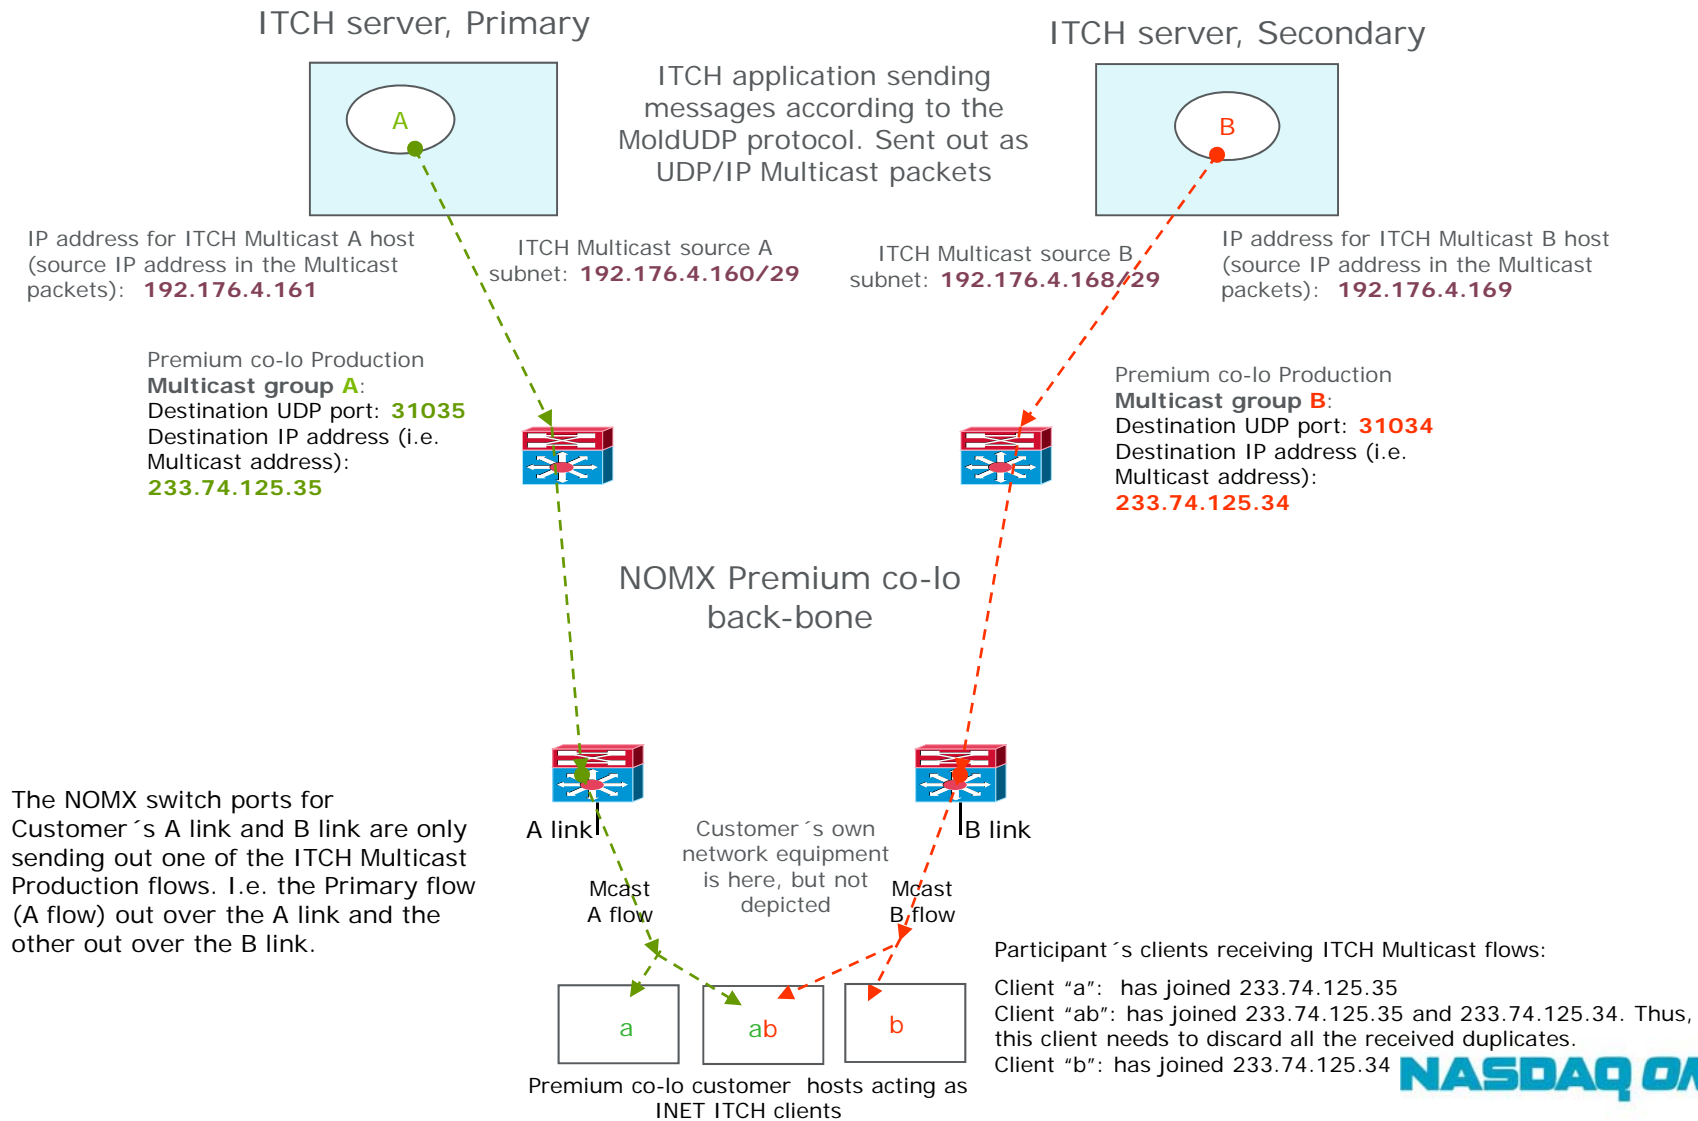 ITCH server, Primary
ITCH server, Secondary
ITCH application sending
messages according to the
MoldUDP protocol. Sent out as
UDP/IP Multicast packets
A
B
IP address for ITCH Multicast A host
(source IP address in the Multicast
packets): 192.176.4.161
ITCH Multicast source A
subnet: 192.176.4.160/29
ITCH Multicast source B
subnet: 192.176.4.168/29
IP address for ITCH Multicast B host
(source IP address in the Multicast
packets): 192.176.4.169
Premium co-lo Production
Multicast group A:
Destination UDP port: 31035
Destination IP address (i.e.
Multicast address):
233.74.125.35
Premium co-lo Production
Multicast group B:
Destination UDP port: 31034
Destination IP address (i.e.
Multicast address):
233.74.125.34
NOMX Premium co-lo
back-bone
The NOMX switch ports for
Customer´s A link and B link are only
sending out one of the ITCH Multicast
Production flows. I.e. the Primary flow
(A flow) out over the A link and the
other out over the B link.
A link
B link
Customer´s own
network equipment
is here, but not
depicted
Mcast
A flow
Mcast
B flow
a
ab
b
Premium co-lo customer hosts acting as
INET ITCH clients
Participant´s clients receiving ITCH Multicast flows:
Client “a”: has joined 233.74.125.35
Client “ab”: has joined 233.74.125.35 and 233.74.125.34. Thus,
this client needs to discard all the received duplicates.
Client “b”: has joined 233.74.125.34
NASDAQ OM